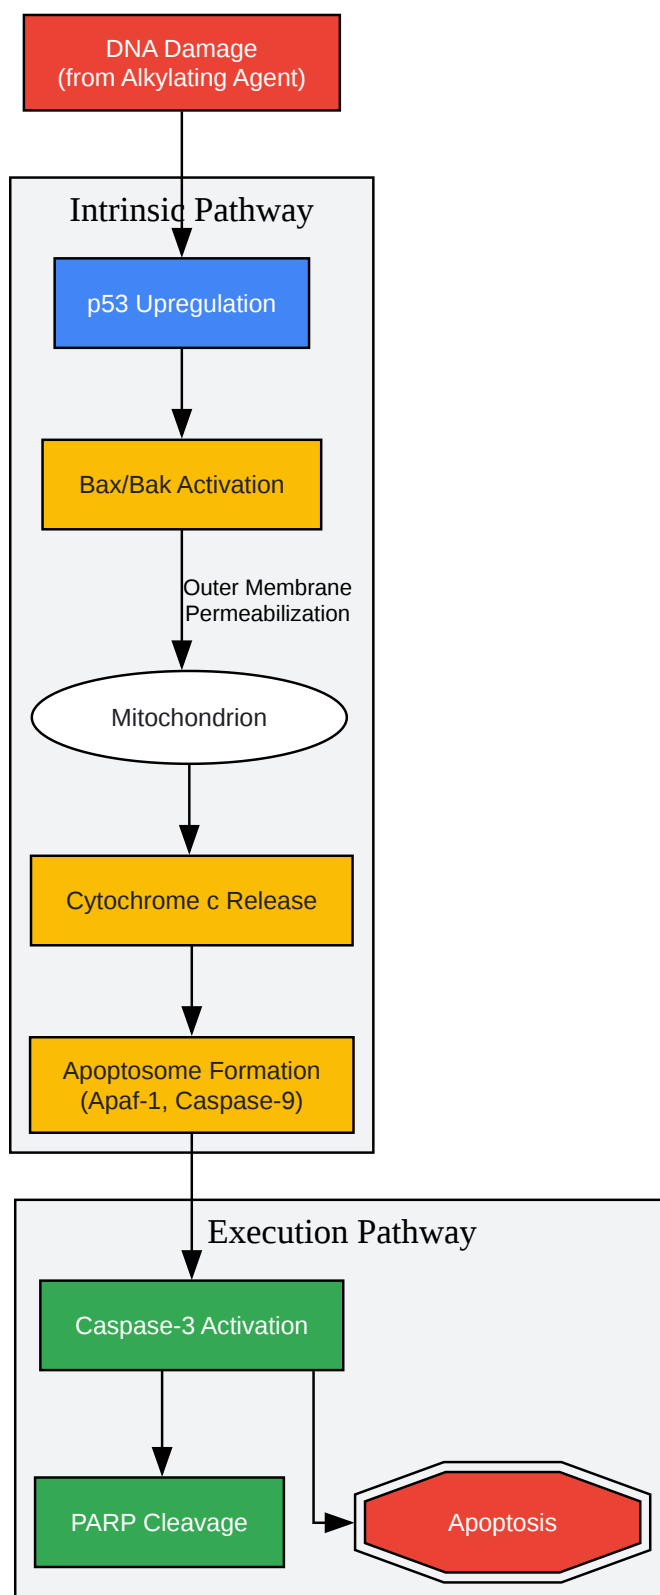 DNA Damage
(from Alkylating Agent)
Intrinsic Pathway
p53 Upregulation
Bax/Bak Activation
Outer Membrane
Permeabilization
Mitochondrion
Cytochrome c Release
Apoptosome Formation
(Apaf-1, Caspase-9)
Execution Pathway
Caspase-3 Activation
PARP Cleavage
Apoptosis